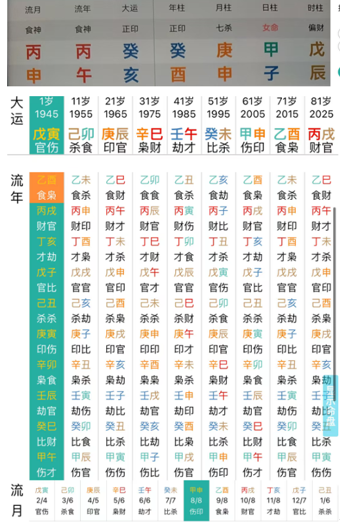 流月 流年 大运 年柱 月柱 日柱 时柱
食神 食神 正印 正印 七杀 女命 偏财
丙 丙 癸 癸 庚 甲 戊
申 午 亥 酉 申 子 辰
大运
1岁 11岁 21岁 31岁 41岁 51岁 61岁 71岁 81岁
1945 1955 1965 1975 1985 1995 2005 2015 2025
戊寅 己卯 庚辰 辛巳 壬午 癸未 甲申 乙酉 丙戌
官伤 杀食 印官 枭财 劫才 比杀 伤印 食枭 财官
流年
乙酉 乙未 乙巳 乙卯 乙丑 乙亥 乙酉 乙未 乙巳
食枭 食杀 食财 食食 食杀 食劫 食枭 食杀 食财
丙戌 丙申 丙午 丙辰 丙寅 丙子 丙戌 丙申 丙午
财官 财印 财才 财官 财伤 财比 财官 财印 财才
丁亥 丁酉 丁未 丁巳 丁卯 丁丑 丁亥 丁酉 丁未
才劫 才枭 才杀 才财 才食 才杀 才劫 才枭 才杀
戊子 戊戌 戊申 戊午 戊辰 戊寅 戊子 戊戌 戊申
官比 官官 官印 官才 官官 官伤 官比 官官 官印
己丑 己亥 己酉 己未 己巳 己卯 己丑 己亥 己酉
杀杀 杀劫 杀枭 杀杀 杀财 杀食 杀杀 杀劫 杀枭
庚寅 庚子 庚戌 庚申 庚午 庚辰 庚寅 庚子 庚戌
印伤 印比 印官 印印 印才 印官 印伤 印比 印官
辛卯 辛丑 辛亥 辛酉 辛未 辛巳 辛卯 辛丑 辛亥
枭食 枭杀 枭劫 枭枭 枭杀 枭财 枭食 枭杀 枭劫
壬辰 壬寅 壬子 壬戌 壬申 壬午 壬辰 壬寅 壬子
劫官 劫伤 劫比 劫官 劫印 劫才 劫官 劫伤 劫比
癸巳 癸卯 癸丑 癸亥 癸酉 癸未 癸巳 癸卯 癸丑
比财 比食 比杀 比劫 比枭 比杀 比财 比食 比杀
甲午 甲辰 甲寅 甲子 甲戌 甲申 甲午 甲辰 甲寅
伤才 伤官 伤伤 伤比 伤官 伤印 伤才 伤官 伤伤
流月
戊寅 己卯 庚辰 辛巳 壬午 癸未 甲申 乙酉 丙戌 丁亥 戊子 己丑
2/4 3/6 4/5 5/6 6/6 7/7 8/8 9/8 10/8 11/8 12/7 1/6
官伤 杀食 印官 枭财 劫才 比杀 伤印 食枭 财官 才劫 官比 杀杀